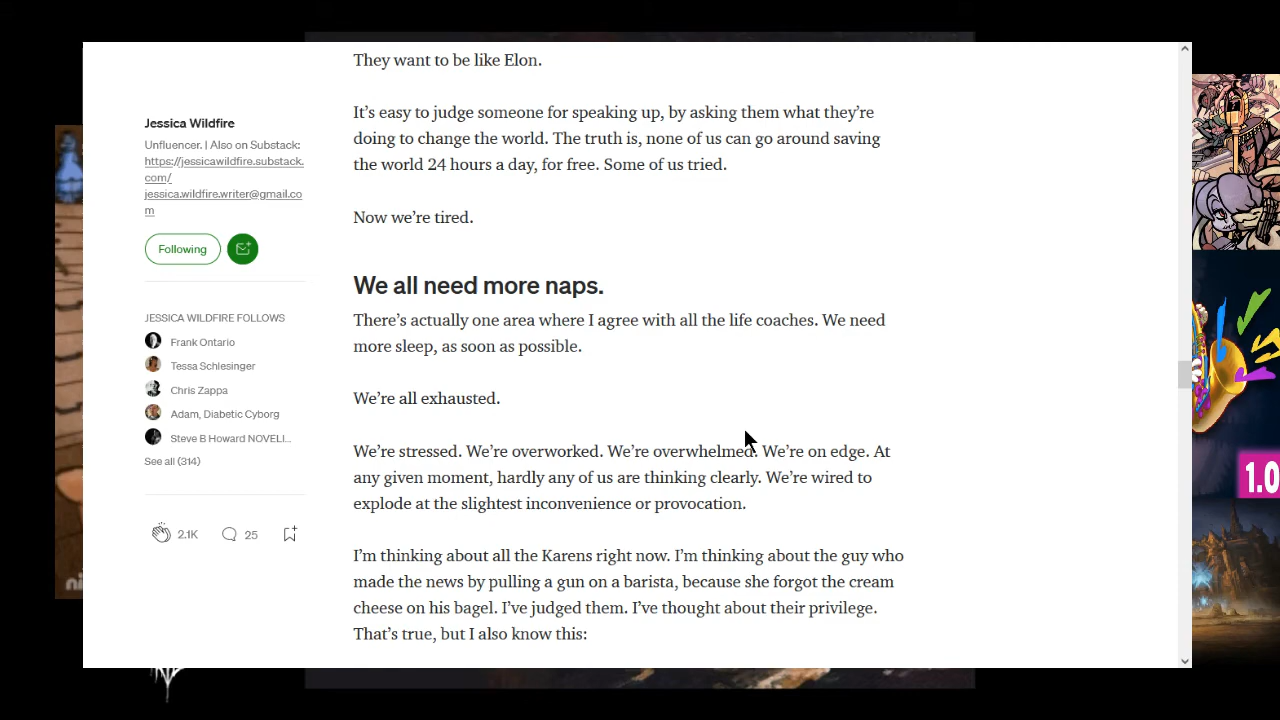 They want to be like Elon.
It's easy to judge someone for speaking up, by asking them what they're
doing to change the world. The truth is, none of us can go around saving
the world 24 hours a day, for free. Some of us tried.
Now we're tired.
We all need more naps.
There's actually one area where I agree with all the life coaches. We need
more sleep, as soon as possible.
We're all exhausted.
We're stressed. We're overworked. We're overwhelmed. We're on edge. At
any given moment, hardly any of us are thinking clearly. We're wired to
explode at the slightest inconvenience or provocation.
I'm thinking about all the Karens right now. I'm thinking about the guy who
made the news by pulling a gun on a barista, because she forgot the cream
cheese on his bagel. I've judged them. I've thought about their privilege.
That's true, but I also know this:
Jessica Wildfire
Unfluencer. | Also on Substack:
https://jessicawildfire.substack.
com/
jessica.wildfire.writer@gmail.co
m
Following
JESSICA WILDFIRE FOLLOWS
Frank Ontario
Tessa Schlesinger
Chris Zappa
Adam, Diabetic Cyborg
Steve B Howard NOVELI...
See all (314)
2.1K 25
1.0